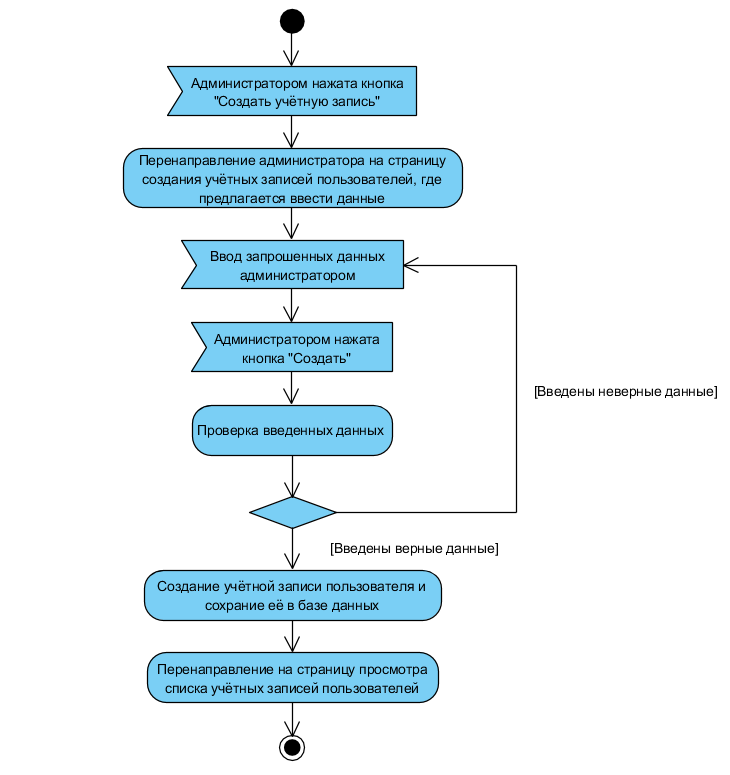 Администратором нажата кнопка
"Создать учётную запись"
Перенаправление администратора на страницу
создания учётных записей пользователей, где
предлагается ввести данные
Ввод запрошенных данных
администратором
Администратором нажата
кнопка "Создать"
[Введены неверные данные]
Проверка введенных данных
[Введены верные данные]
Создание учётной записи пользователя и
сохрание её в базе данных
Перенаправление на страницу просмотра
списка учётных записей пользователей